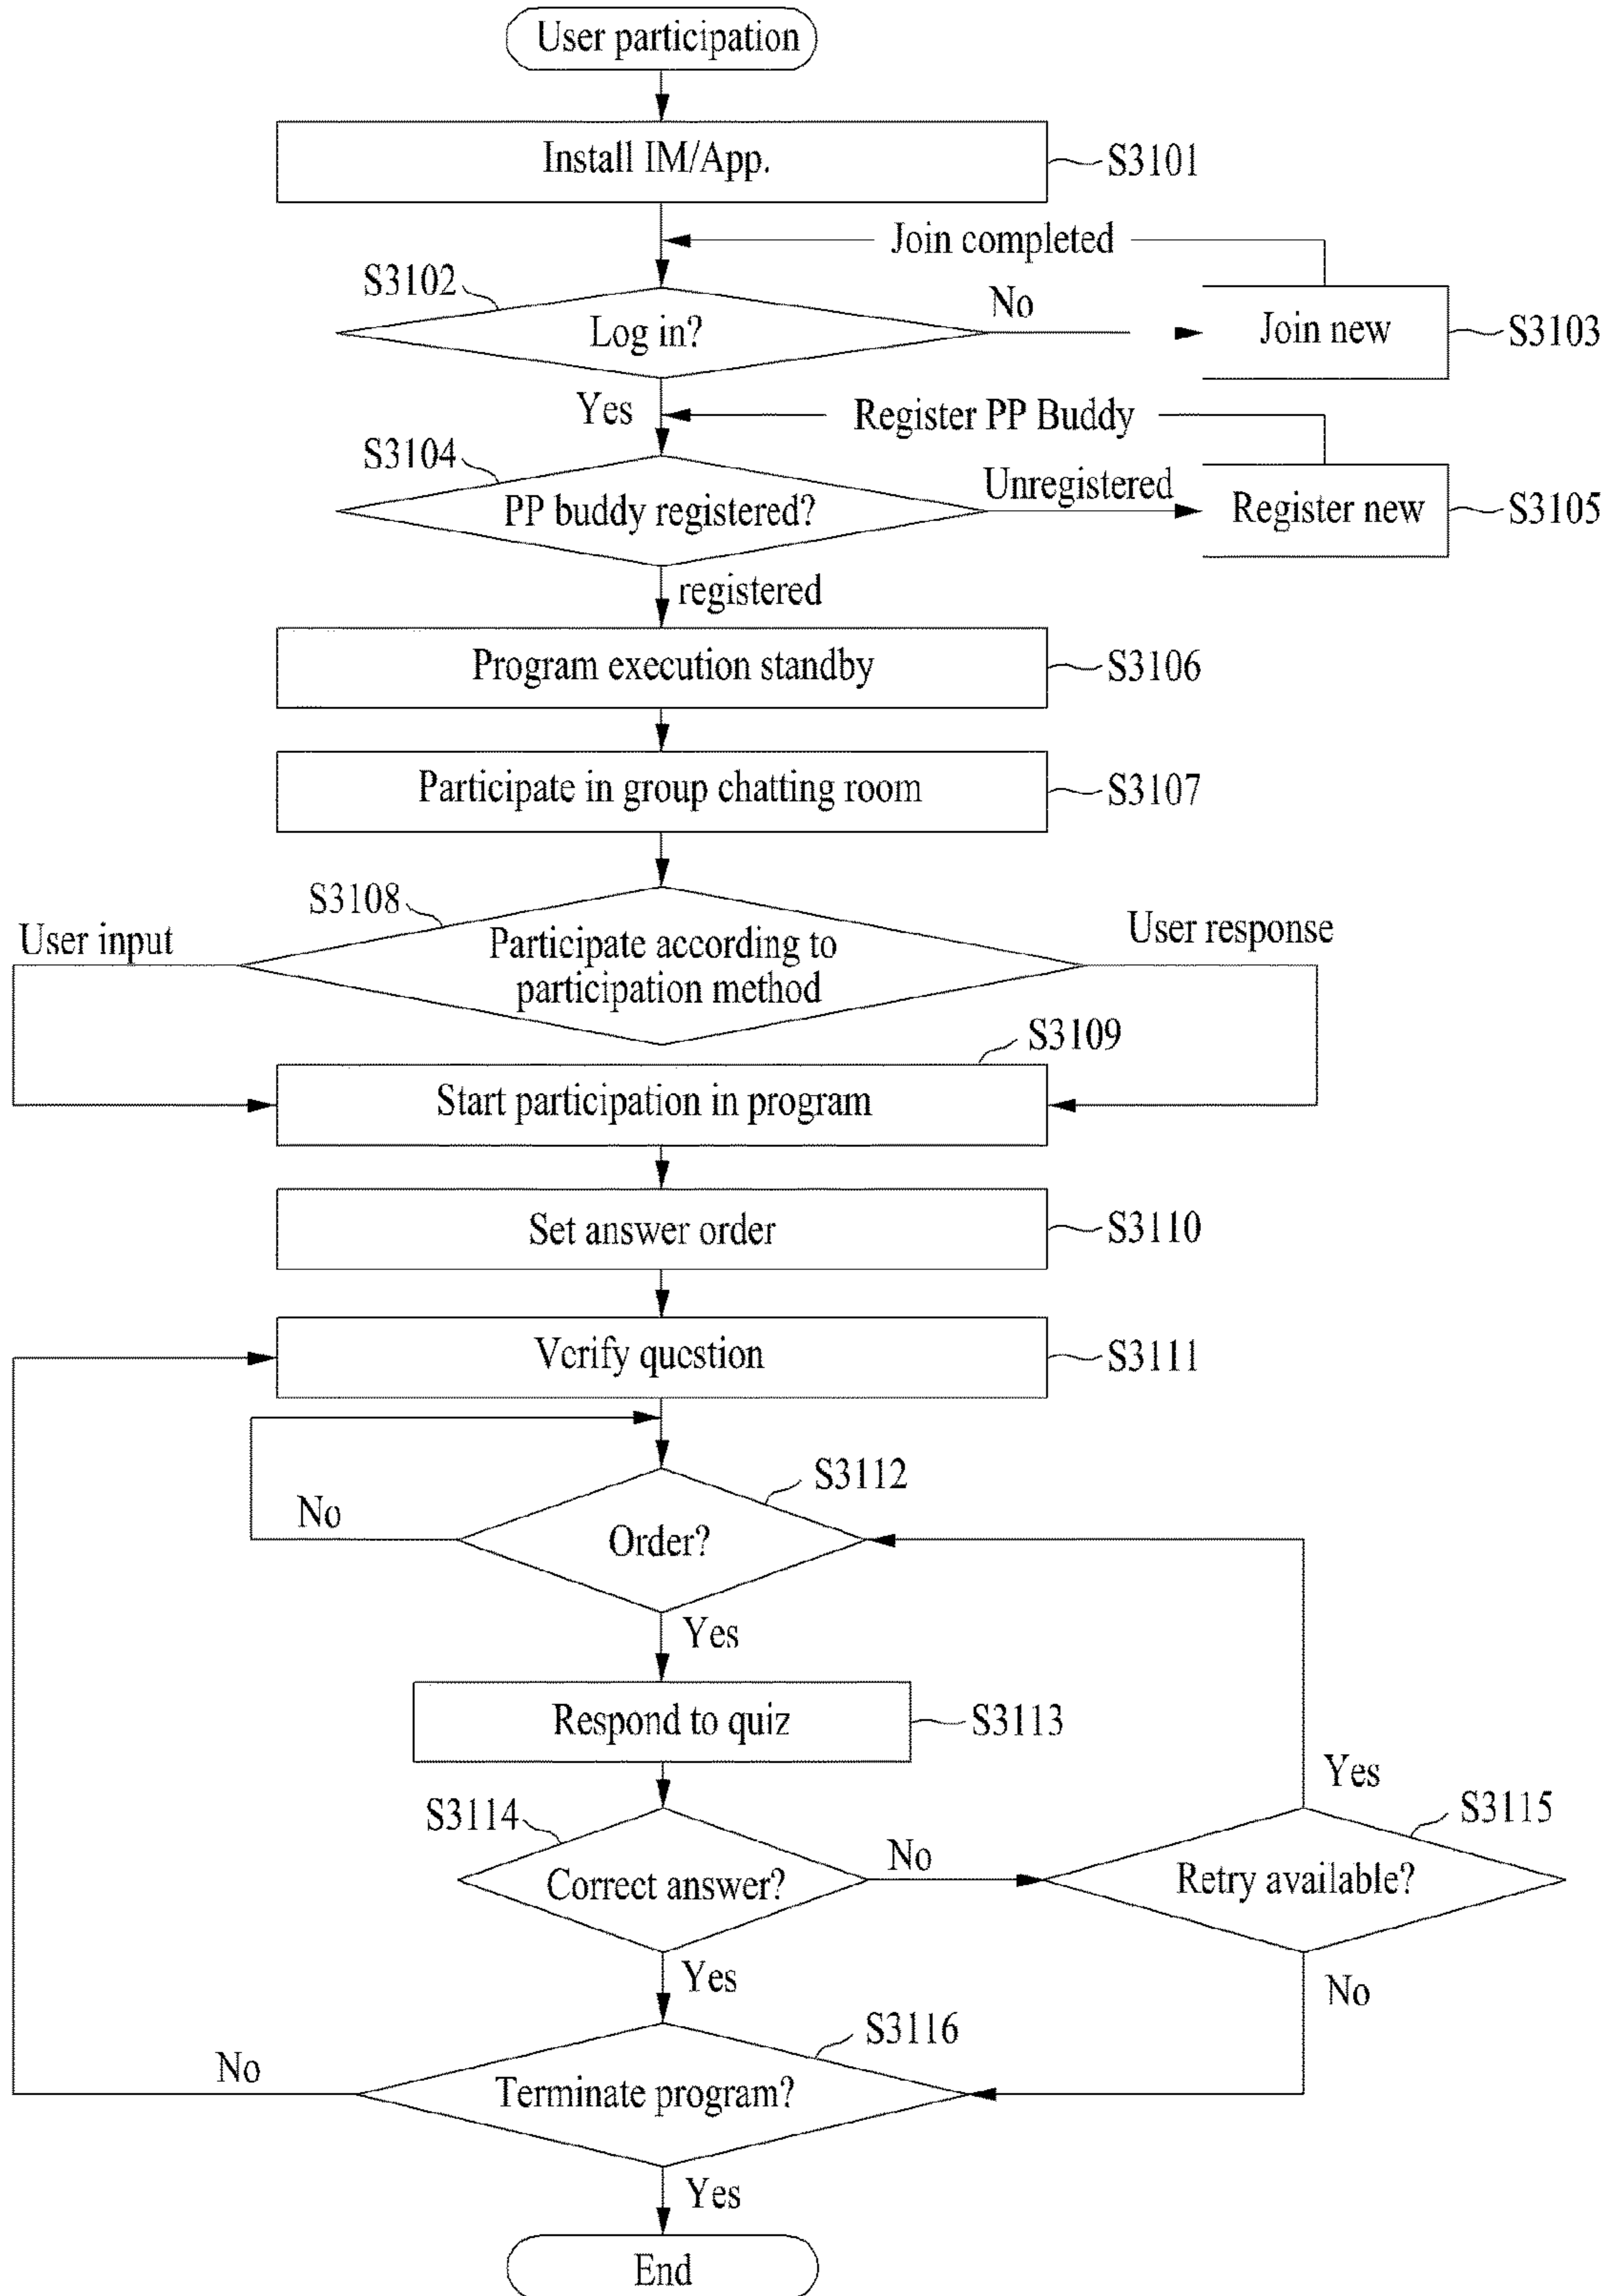 User participation
Install IM/App.
S3101
Join completed
S3102
Log in?
No
Join new
S3103
Yes
Register PP Buddy
S3104
PP buddy registered?
Unregistered
Register new
S3105
registered
Program execution standby
S3106
Participate in group chatting room
S3107
S3108
User input
Participate according to
participation method
User response
S3109
Start participation in program
Set answer order
S3110
Verify question
S3111
S3112
No
Order?
Yes
Respond to quiz
S3113
Yes
S3114
S3115
Correct answer?
No
Retry available?
Yes
No
S3116
No
Terminate program?
Yes
End